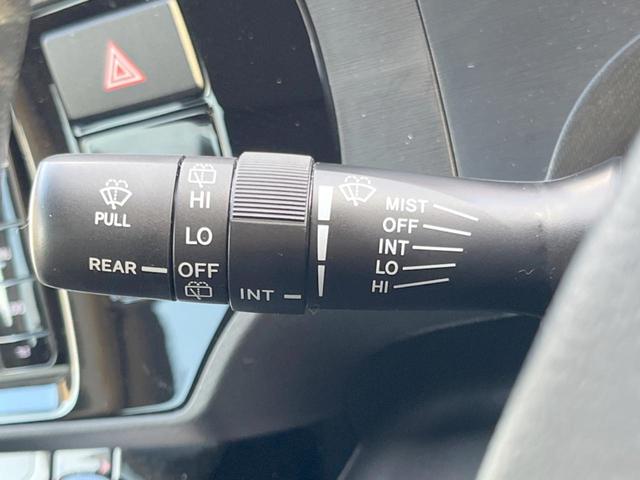 PULL
REAR
HI
LO
OFF
INT
MIST
OFF
INT
LO
HI